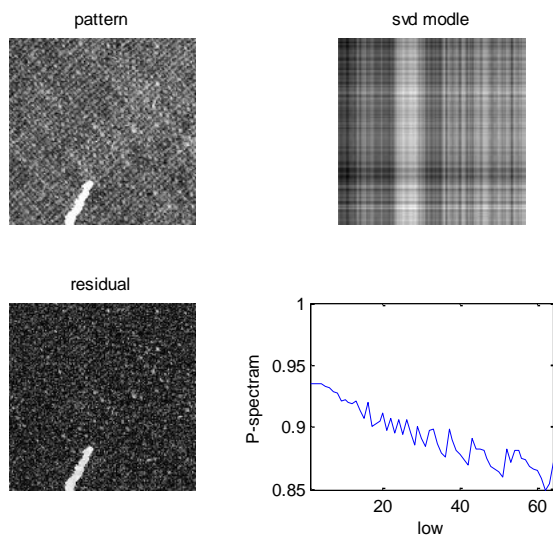 pattern
svd modle
residual
1
0.95
0.9
0.85
P-spectram
20
40
60
low